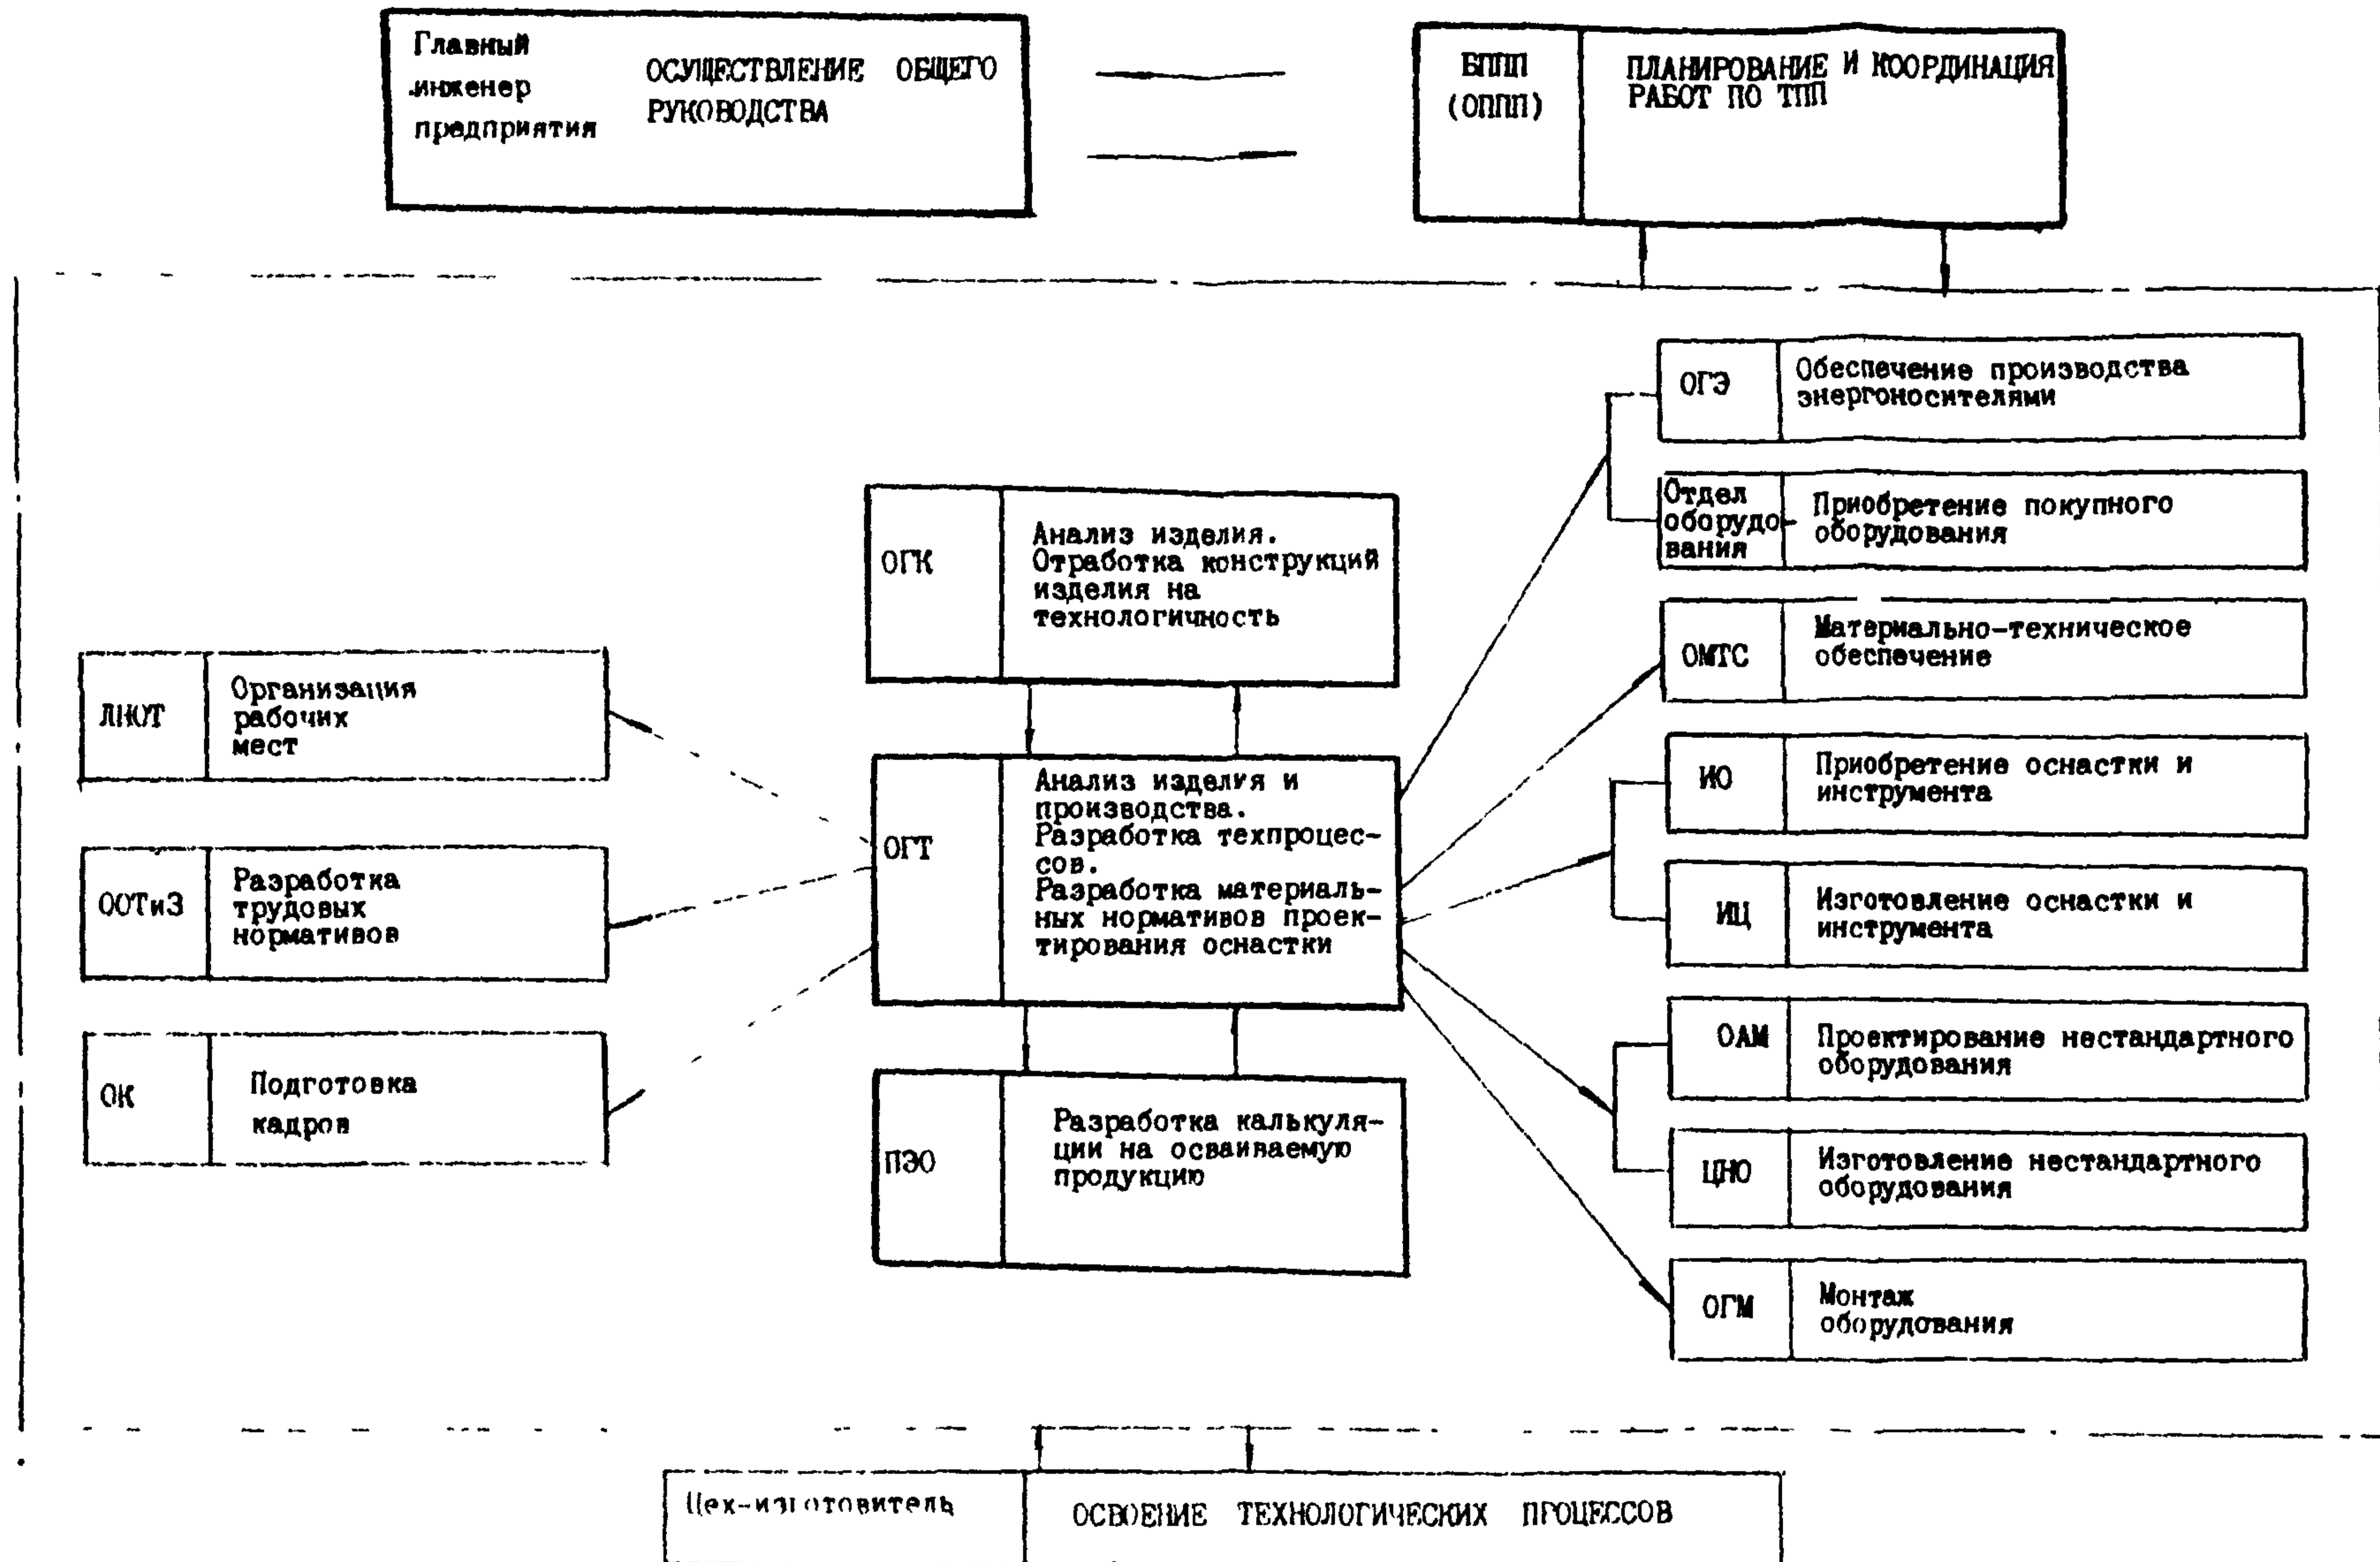 Главный
инженер
предприятия
ОСУЩЕСТВЛЕНИЕ ОБЩЕГО
РУКОВОДСТВА
БППП
(ОППП)
ПЛАНИРОВАНИЕ И КООРДИНАЦИЯ
РАБОТ ПО ТПП
ОГЭ
Обеспечение производства
энергоносителями
Отдел
оборудо-
вания
Приобретение покупного
оборудования
ОГК
Анализ изделия.
Отработка конструкций
изделия на
технологичность
ОМТС
Материально-техническое
обеспечение
ЛНОТ
Организация
рабочих
мест
ОГТ
Анализ изделия и
производства.
Разработка техпроцес-
сов.
Разработка материаль-
ных нормативов проек-
тирования оснастки
ИО
Приобретение оснастки и
инструмента
ООТиЗ
Разработка
трудовых
нормативов
ИЦ
Изготовление оснастки и
инструмента
ОК
Подготовка
кадров
ПЭО
Разработка калькуля-
ции на осваиваемую
продукцию
ОАМ
Проектирование нестандартного
оборудования
ЦНО
Изготовление нестандартного
оборудования
ОГМ
Монтаж
оборудования
Цех-изготовитель
ОСВОЕНИЕ ТЕХНОЛОГИЧЕСКИХ ПРОЦЕССОВ